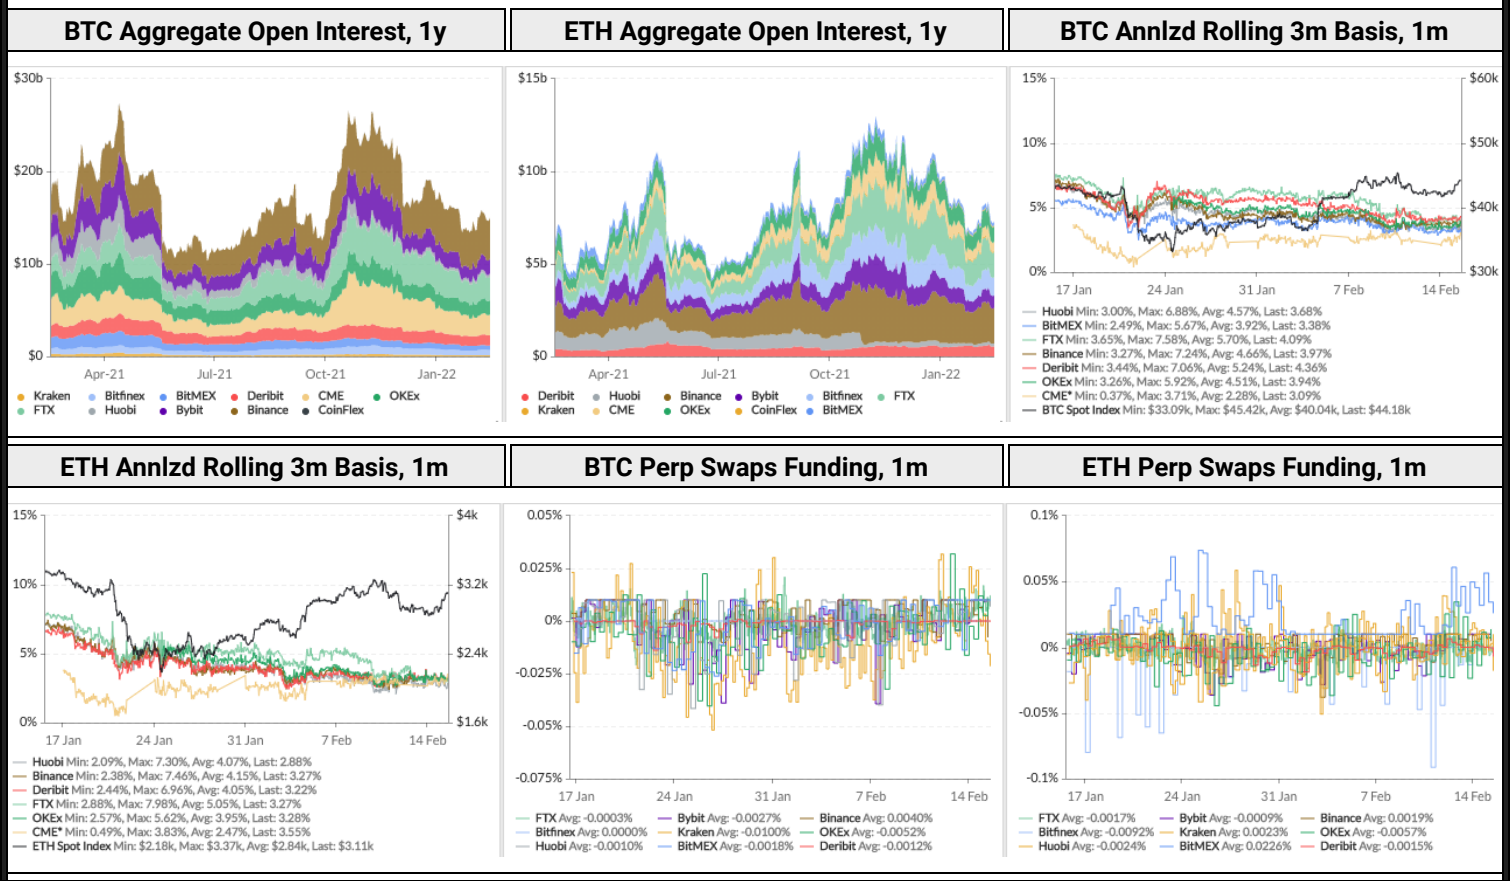 BTC Aggregate Open Interest, 1y
$30b
$20b
$10b
$0
Apr-21 Jul-21 Oct-21 Jan-22
Kraken Bitfinex BitMEX Deribit CME OKEx
FTX Huobi Bybit Binance CoinFlex
ETH Aggregate Open Interest, 1y
$15b
$10b
$5b
$0
Apr-21 Jul-21 Oct-21 Jan-22
Deribit Huobi Binance Bybit Bitfinex FTX
Kraken CME OKEx CoinFlex BitMEX
BTC Annlzd Rolling 3m Basis, 1m
15% $60k
10% $50k
5% $40k
0% $30k
17 Jan 24 Jan 31 Jan 7 Feb 14 Feb
Huobi Min: 3.00%, Max: 6.88%, Avg: 4.57%, Last: 3.68%
BitMEX Min: 2.49%, Max: 5.67%, Avg: 3.92%, Last: 3.38%
FTX Min: 3.65%, Max: 7.58%, Avg: 5.70%, Last: 4.09%
Binance Min: 3.27%, Max: 7.24%, Avg: 4.66%, Last: 3.97%
Deribit Min: 3.44%, Max: 7.06%, Avg: 5.24%, Last: 4.36%
OKEx Min: 3.26%, Max: 5.92%, Avg: 4.51%, Last: 3.94%
CME* Min: 0.37%, Max: 3.71%, Avg: 2.28%, Last: 3.09%
BTC Spot Index Min: $33.09k, Max: $45.42k, Avg: $40.04k, Last: $44.18k
ETH Annlzd Rolling 3m Basis, 1m
15% $4k
10% $3.2k
5% $2.4k
0% $1.6k
17 Jan 24 Jan 31 Jan 7 Feb 14 Feb
Huobi Min: 2.09%, Max: 7.30%, Avg: 4.07%, Last: 2.88%
Binance Min: 2.38%, Max: 7.46%, Avg: 4.15%, Last: 3.27%
Deribit Min: 2.44%, Max: 6.96%, Avg: 4.05%, Last: 3.22%
FTX Min: 2.88%, Max: 7.98%, Avg: 5.05%, Last: 3.27%
OKEx Min: 2.57%, Max: 5.62%, Avg: 3.95%, Last: 3.28%
CME* Min: 0.49%, Max: 3.83%, Avg: 2.47%, Last: 3.55%
ETH Spot Index Min: $2.18k, Max: $3.37k, Avg: $2.84k, Last: $3.11k
BTC Perp Swaps Funding, 1m
0.05%
0.025%
0%
-0.025%
-0.05%
-0.075%
17 Jan 24 Jan 31 Jan 7 Feb 14 Feb
FTX Avg: -0.0003% Bybit Avg: -0.0027% Binance Avg: 0.0040%
Bitfinex Avg: 0.0000% Kraken Avg: -0.0100% OKEx Avg: -0.0052%
Huobi Avg: -0.0010% BitMEX Avg: -0.0018% Deribit Avg: -0.0012%
ETH Perp Swaps Funding, 1m
0.1%
0.05%
0%
-0.05%
-0.1%
17 Jan 24 Jan 31 Jan 7 Feb 14 Feb
FTX Avg: -0.0017% Bybit Avg: -0.0009% Binance Avg: 0.0019%
Bitfinex Avg: -0.0092% Kraken Avg: 0.0023% OKEx Avg: -0.0057%
Huobi Avg: -0.0024% BitMEX Avg: 0.0226% Deribit Avg: -0.0015%